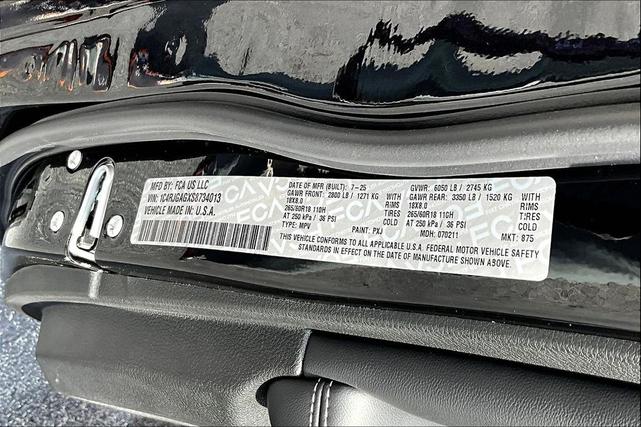 MFD BY: FCA US LLC
VIN: 1C4RJGAGXS8734013
VEHICLE MADE IN: U.S.A.
DATE OF MFR (BUILT): 7-25
GAWR FRONT: 2800 LB / 1271 KG WITH
18X8.0 RIMS
265/60R18 110H TIRES
AT 250 kPa / 36 PSI COLD
TYPE: MPV PAINT: PXJ
GVWR: 6050 LB / 2745 KG
GAWR REAR: 3350 LB / 1520 KG WITH
18X8.0 RIMS
265/60R18 110H TIRES
AT 250 kPa / 36 PSI COLD
MDH: 070211 MKT: 875
THIS VEHICLE CONFORMS TO ALL APPLICABLE U.S.A. FEDERAL MOTOR VEHICLE SAFETY
STANDARDS IN EFFECT ON THE DATE OF MANUFACTURE SHOWN ABOVE.